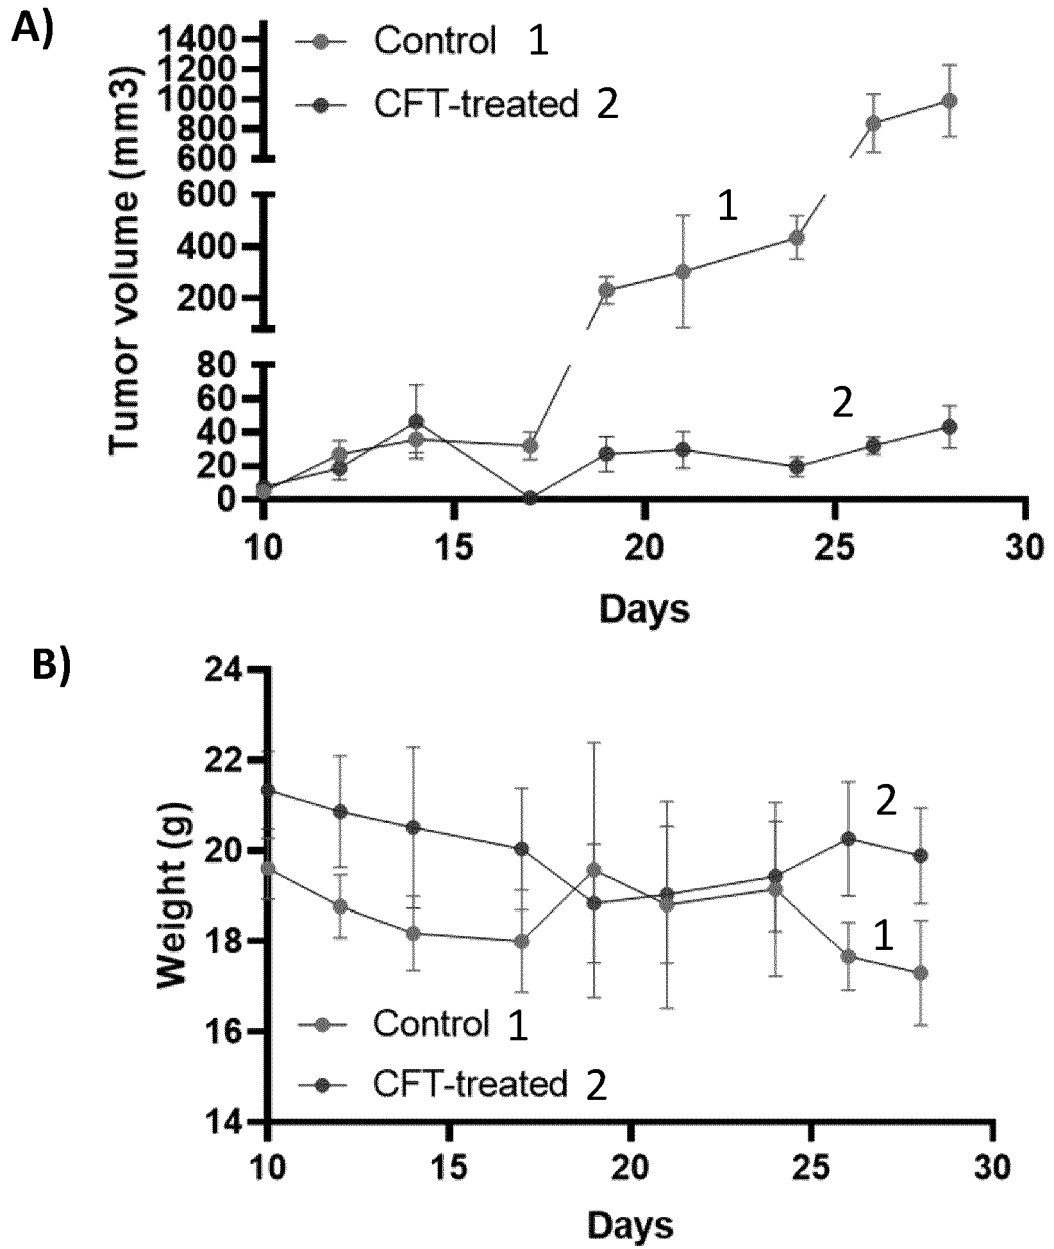 A)
Tumor volume (mm3)
1400
1200
1000
800
600
600
400
200
80
60
40
20
0
Control 1
CFT-treated 2
1
2
10 15 20 25 30
Days
B)
Weight (g)
24
22
20
18
16
14
2
1
Control 1
CFT-treated 2
10 15 20 25 30
Days